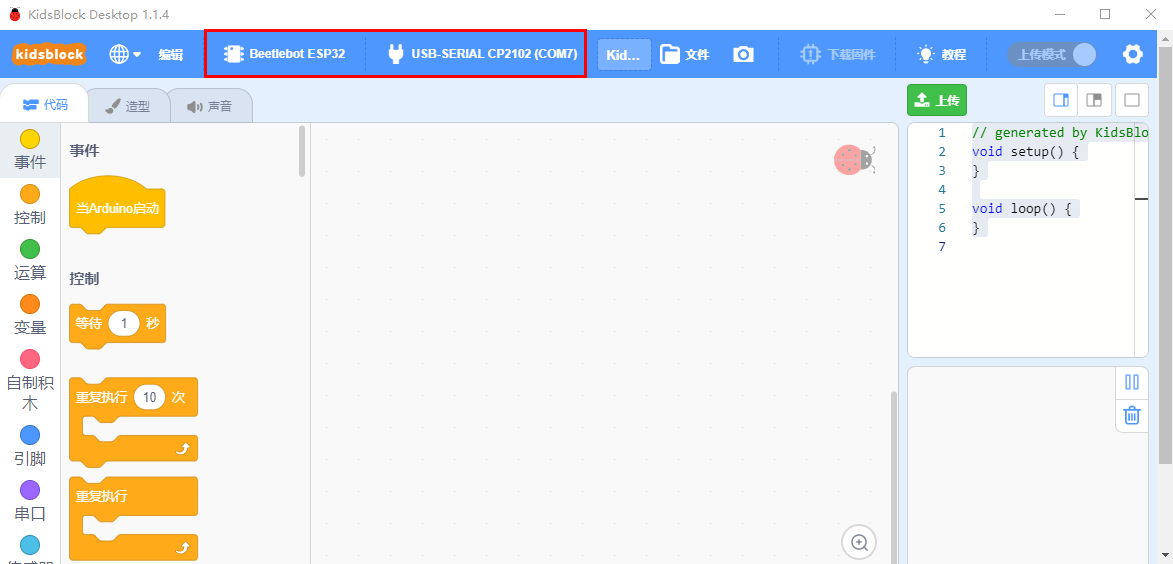 KidsBlock Desktop 1.1.4
kidsblock
编辑
Beetlebot ESP32
USB-SERIAL CP2102 (COM7)
Kid...
文件
下载固件
教程
上传模式
代码
造型
声音
上传
事件
控制
运算
变量
自制积
木
引脚
串口
传感器
事件
当Arduino启动
控制
等待 1 秒
重复执行 10 次
重复执行
1 // generated by KidsBlo
2 void setup() {
3 }
4
5 void loop() {
6 }
7